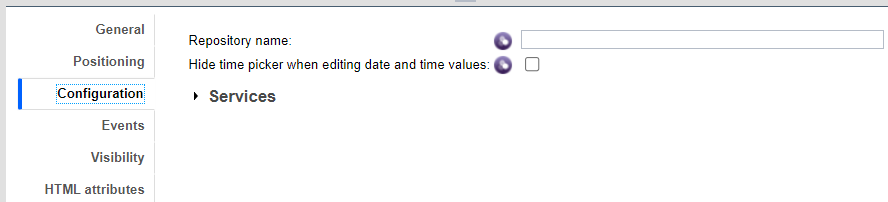 General
Positioning
Configuration
Events
Visibility
HTML attributes
Repository name:
Hide time picker when editing date and time values:
Services